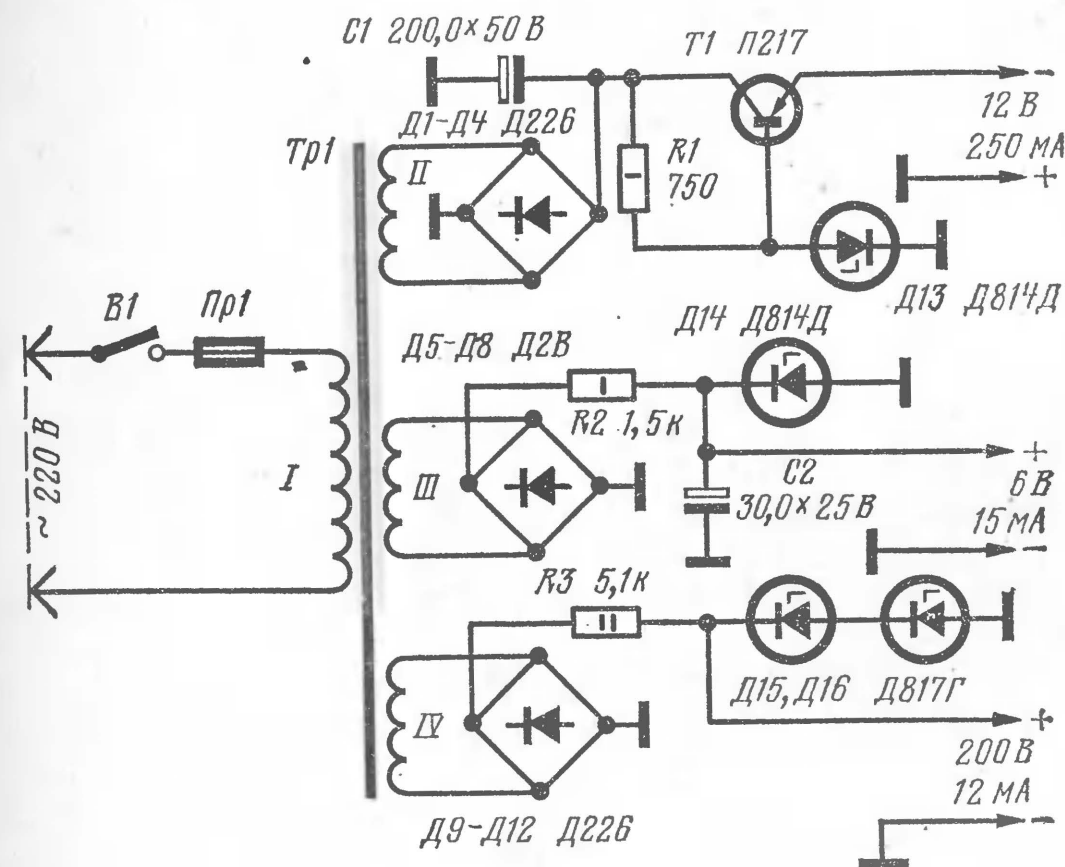 С1 200,0×50 В
Т1 П217
Д1-Д4 Д226
12 В
250 мА
Тр1
II
R1
750
Д13 Д814Д
В1
Пр1
Д14 Д814Д
Д5-Д8 Д2В
R2 1,5к
~ 220 В
I
III
С2
30,0×25 В
6 В
15 мА
R3 5,1к
Д15, Д16 Д817Г
IV
200 В
12 мА
Д9-Д12 Д226